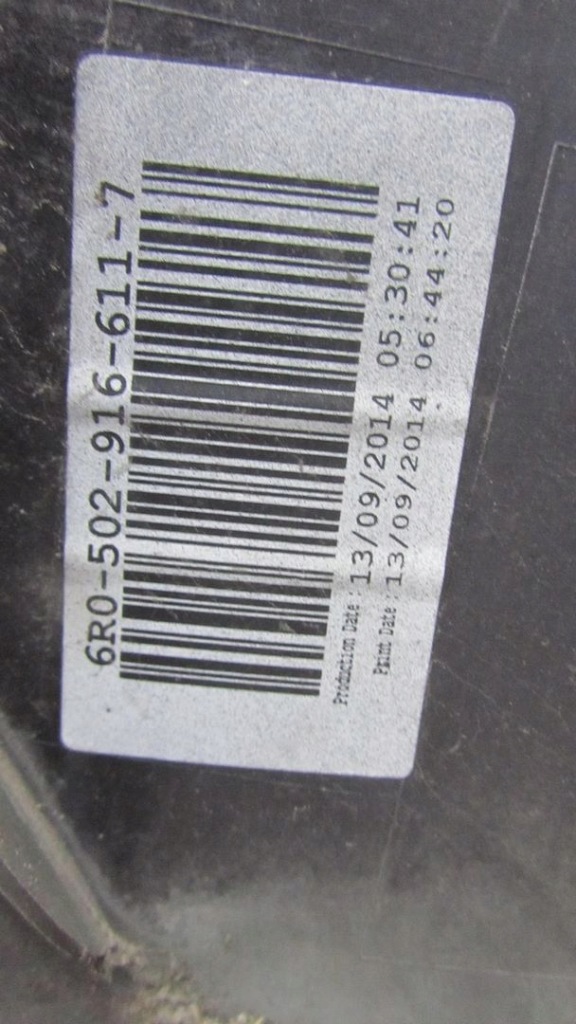 6R0-502-916-611-7
Production Date : 13/09/2014 05:30:41
Print Date : 13/09/2014 06:44:20